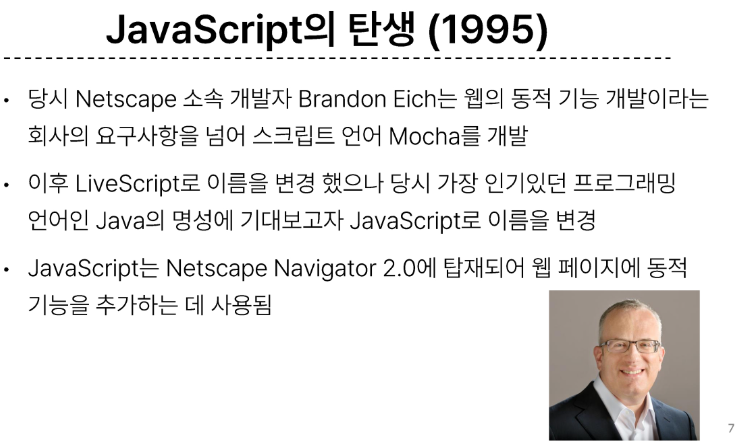 JavaScript의 탄생 (1995)
• 당시 Netscape 소속 개발자 Brandon Eich는 웹의 동적 기능 개발이라는
회사의 요구사항을 넘어 스크립트 언어 Mocha를 개발
• 이후 LiveScript로 이름을 변경 했으나 당시 가장 인기있던 프로그래밍
언어인 Java의 명성에 기대보고자 JavaScript로 이름을 변경
• JavaScript는 Netscape Navigator 2.0에 탑재되어 웹 페이지에 동적
기능을 추가하는 데 사용됨
7